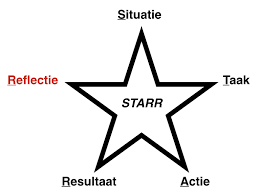 Situatie
Reflectie
Taak
STARR
Resultaat
Actie